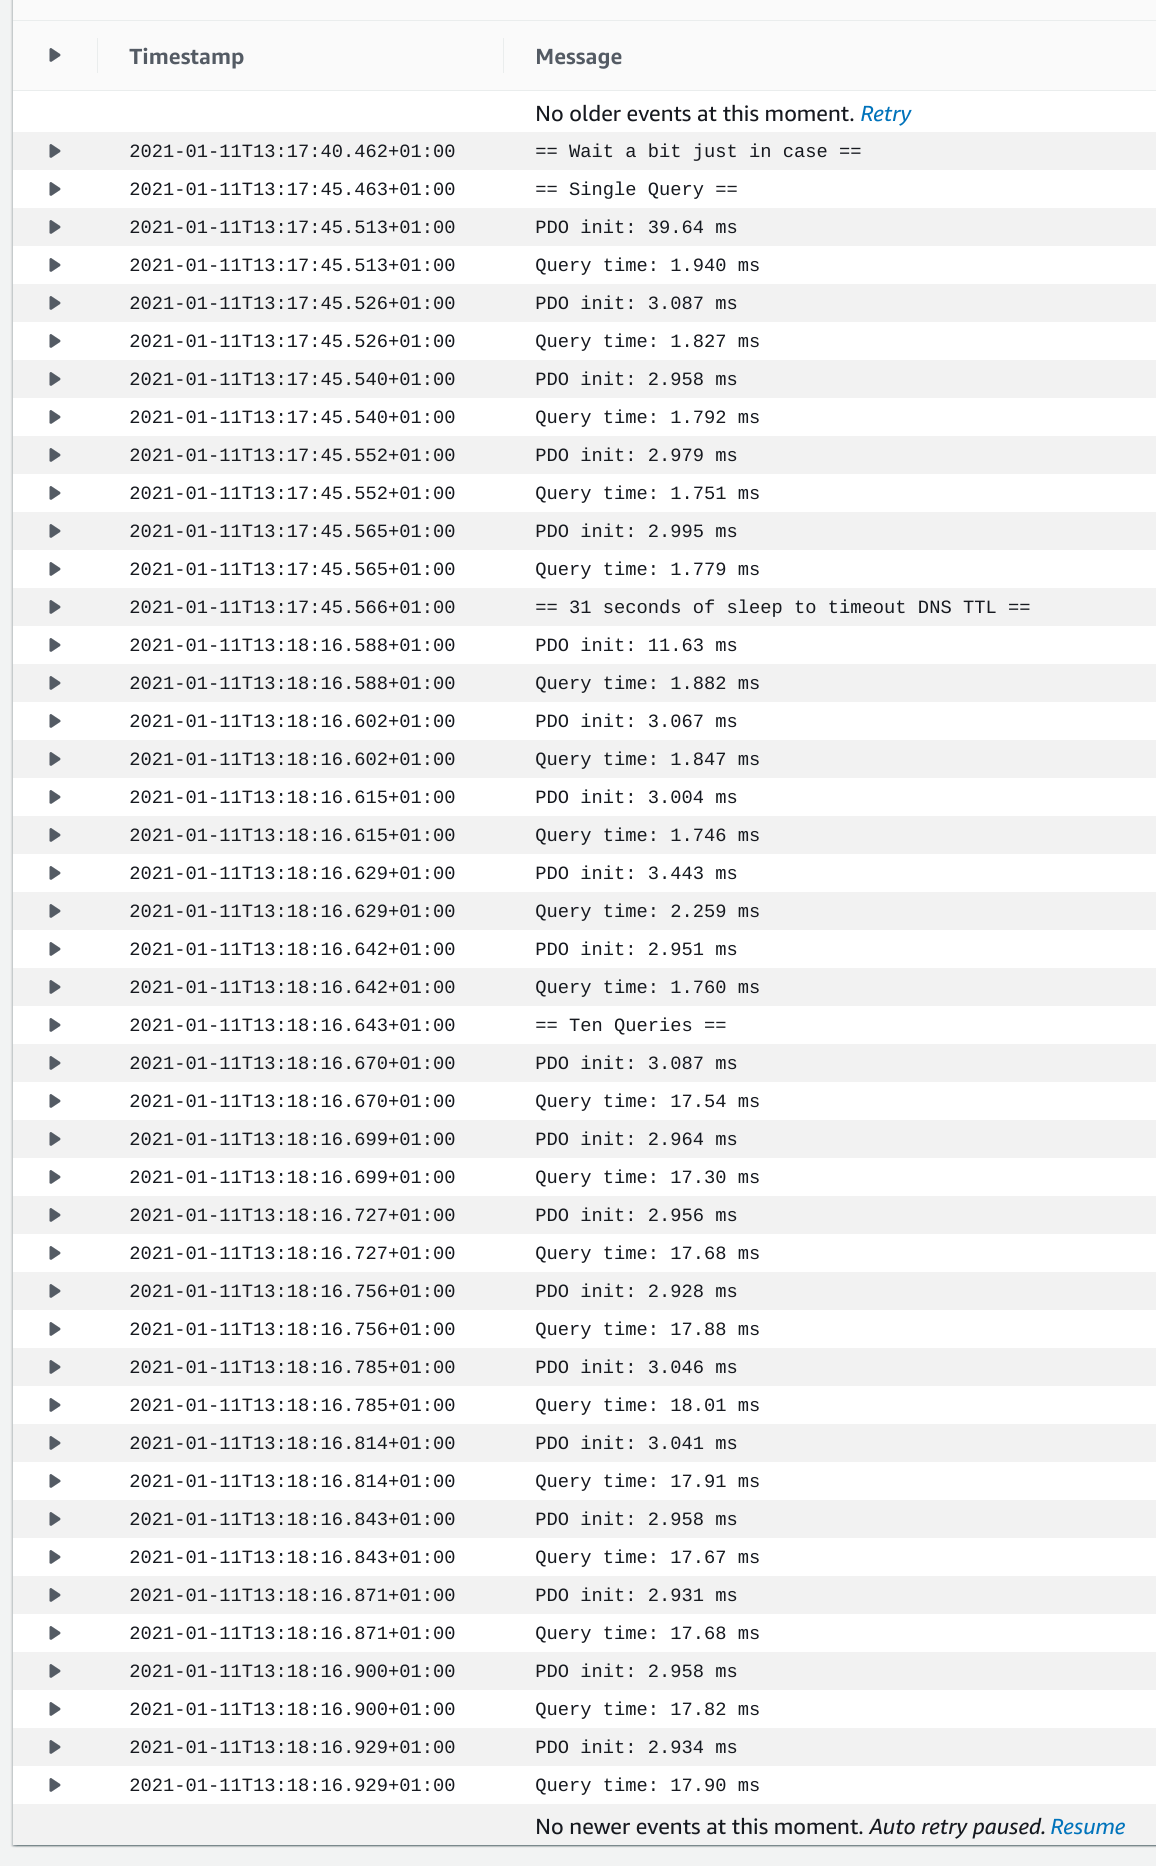 Timestamp Message
No older events at this moment. Retry
2021-01-11T13:17:40.462+01:00 == Wait a bit just in case ==
2021-01-11T13:17:45.463+01:00 == Single Query ==
2021-01-11T13:17:45.513+01:00 PDO init: 39.64 ms
2021-01-11T13:17:45.513+01:00 Query time: 1.940 ms
2021-01-11T13:17:45.526+01:00 PDO init: 3.087 ms
2021-01-11T13:17:45.526+01:00 Query time: 1.827 ms
2021-01-11T13:17:45.540+01:00 PDO init: 2.958 ms
2021-01-11T13:17:45.540+01:00 Query time: 1.792 ms
2021-01-11T13:17:45.552+01:00 PDO init: 2.979 ms
2021-01-11T13:17:45.552+01:00 Query time: 1.751 ms
2021-01-11T13:17:45.565+01:00 PDO init: 2.995 ms
2021-01-11T13:17:45.565+01:00 Query time: 1.779 ms
2021-01-11T13:17:45.566+01:00 == 31 seconds of sleep to timeout DNS TTL ==
2021-01-11T13:18:16.588+01:00 PDO init: 11.63 ms
2021-01-11T13:18:16.588+01:00 Query time: 1.882 ms
2021-01-11T13:18:16.602+01:00 PDO init: 3.067 ms
2021-01-11T13:18:16.602+01:00 Query time: 1.847 ms
2021-01-11T13:18:16.615+01:00 PDO init: 3.004 ms
2021-01-11T13:18:16.615+01:00 Query time: 1.746 ms
2021-01-11T13:18:16.629+01:00 PDO init: 3.443 ms
2021-01-11T13:18:16.629+01:00 Query time: 2.259 ms
2021-01-11T13:18:16.642+01:00 PDO init: 2.951 ms
2021-01-11T13:18:16.642+01:00 Query time: 1.760 ms
2021-01-11T13:18:16.643+01:00 == Ten Queries ==
2021-01-11T13:18:16.670+01:00 PDO init: 3.087 ms
2021-01-11T13:18:16.670+01:00 Query time: 17.54 ms
2021-01-11T13:18:16.699+01:00 PDO init: 2.964 ms
2021-01-11T13:18:16.699+01:00 Query time: 17.30 ms
2021-01-11T13:18:16.727+01:00 PDO init: 2.956 ms
2021-01-11T13:18:16.727+01:00 Query time: 17.68 ms
2021-01-11T13:18:16.756+01:00 PDO init: 2.928 ms
2021-01-11T13:18:16.756+01:00 Query time: 17.88 ms
2021-01-11T13:18:16.785+01:00 PDO init: 3.046 ms
2021-01-11T13:18:16.785+01:00 Query time: 18.01 ms
2021-01-11T13:18:16.814+01:00 PDO init: 3.041 ms
2021-01-11T13:18:16.814+01:00 Query time: 17.91 ms
2021-01-11T13:18:16.843+01:00 PDO init: 2.958 ms
2021-01-11T13:18:16.843+01:00 Query time: 17.67 ms
2021-01-11T13:18:16.871+01:00 PDO init: 2.931 ms
2021-01-11T13:18:16.871+01:00 Query time: 17.68 ms
2021-01-11T13:18:16.900+01:00 PDO init: 2.958 ms
2021-01-11T13:18:16.900+01:00 Query time: 17.82 ms
2021-01-11T13:18:16.929+01:00 PDO init: 2.934 ms
2021-01-11T13:18:16.929+01:00 Query time: 17.90 ms
No newer events at this moment. Auto retry paused. Resume